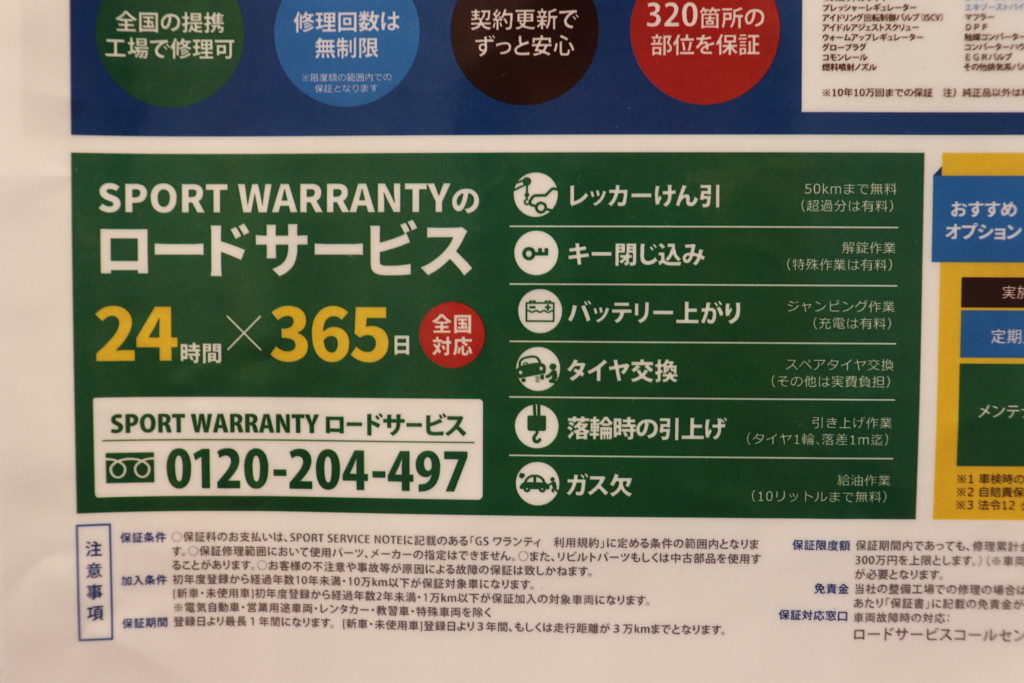 全国の提携
工場で修理可
修理回数は
無制限
※限度額の範囲内での
保証となります
契約更新で
ずっと安心
320箇所の
部位を保証
プレッシャーレギュレーター
アイドリング回転制御バルブ(ISCV)
アイドルアジェストスクリュー
ウォームアップレギュレーター
グロープラグ
コモンレール
燃料噴射ノズル
マフラー
DPF
触媒コンバーター
EGRバルブ
※10年10万回までの保証 注)純正品以外は
SPORT WARRANTYの
ロードサービス
24時間×365日
全国
対応
SPORT WARRANTY ロードサービス
0120-204-497
レッカーけん引
50kmまで無料
(超過分は有料)
キー閉じ込み
解錠作業
(特殊作業は有料)
バッテリー上がり
ジャンピング作業
(充電は有料)
タイヤ交換
スペアタイヤ交換
(その他は実費負担)
落輪時の引上げ
引き上げ作業
(タイヤ1輪、落差1m迄)
ガス欠
給油作業
(10リットルまで無料)
おすすめ
オプション
実施
定期
メンテ
※1 車検時の
※2 自賠責保
※3 法令12
注意事項
保証条件 ○保証料のお支払いは、SPORT SERVICE NOTEに記載のある「GS ワランティ 利用規約」に定める条件の範囲内となりま
す。○保証修理範囲において使用パーツ、メーカーの指定はできません。○また、リビルトパーツもしくは中古部品を使用す
ることがあります。○お客様の不注意や事故等が原因による故障の保証は致しかねます。
加入条件 初年度登録から経過年数10年未満・10万km以下が保証対象車になります。
[新車・未使用車]初年度登録から経過年数2年未満・1万km以下が保証加入の対象車両になります。
※電気自動車・営業用途車両・レンタカー・教習車・特殊車両を除く
保証期間 登録日より最長1年間になります。[新車・未使用車]登録日より3年間、もしくは走行距離が3万kmまでとなります。
保証限度額 保証期間内であっても、修理累計
300万円を上限とします。)(※車両
が必要となります。
免責金 当社の整備工場での修理の場合は
あたり「保証書」に記載の免責金が
保証対応窓口 車両故障時の対応:
ロードサービスコールセン